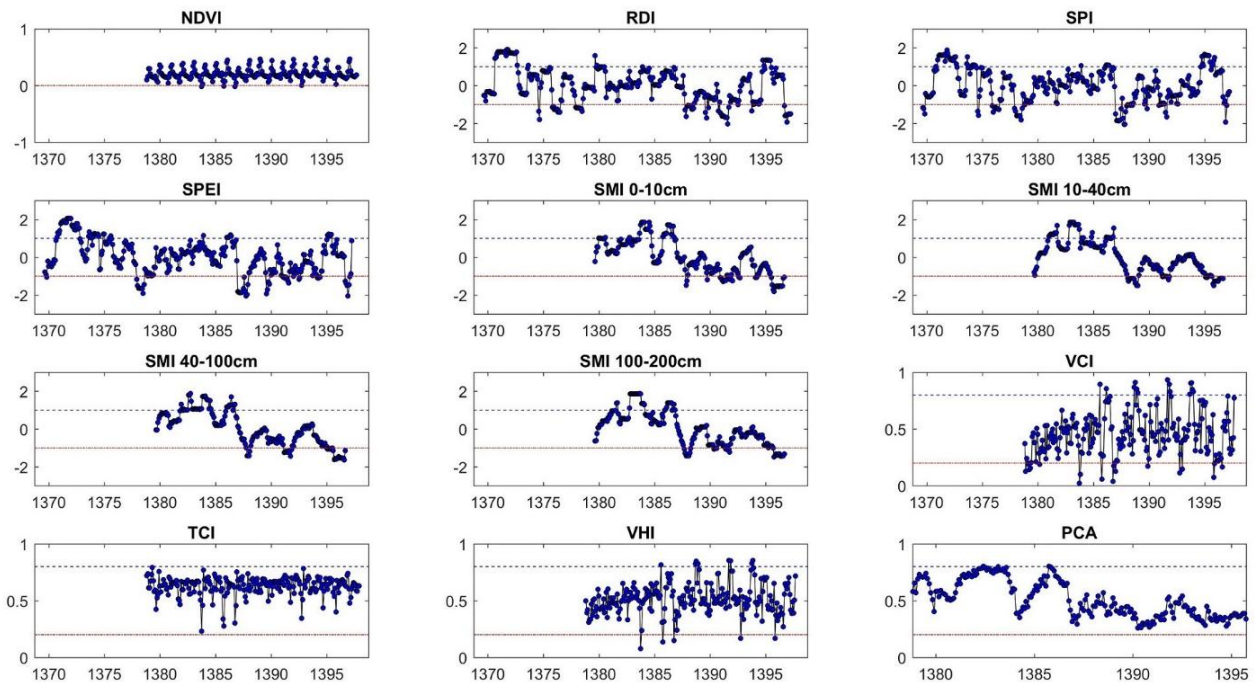 NDVI RDI SPI
1 2 2
0 0 0
-1 -2 -2
1370 1375 1380 1385 1390 1395 1370 1375 1380 1385 1390 1395 1370 1375 1380 1385 1390 1395
SPEI SMI 0-10cm SMI 10-40cm
2 2 2
0 0 0
-2 -2 -2
1370 1375 1380 1385 1390 1395 1370 1375 1380 1385 1390 1395 1370 1375 1380 1385 1390 1395
SMI 40-100cm SMI 100-200cm VCI
2 2 1
0 0 0.5
-2 -2 0
1370 1375 1380 1385 1390 1395 1370 1375 1380 1385 1390 1395 1370 1375 1380 1385 1390 1395
TCI VHI PCA
1 1 1
0.5 0.5 0.5
0 0 0
1370 1375 1380 1385 1390 1395 1370 1375 1380 1385 1390 1395 1380 1385 1390 1395